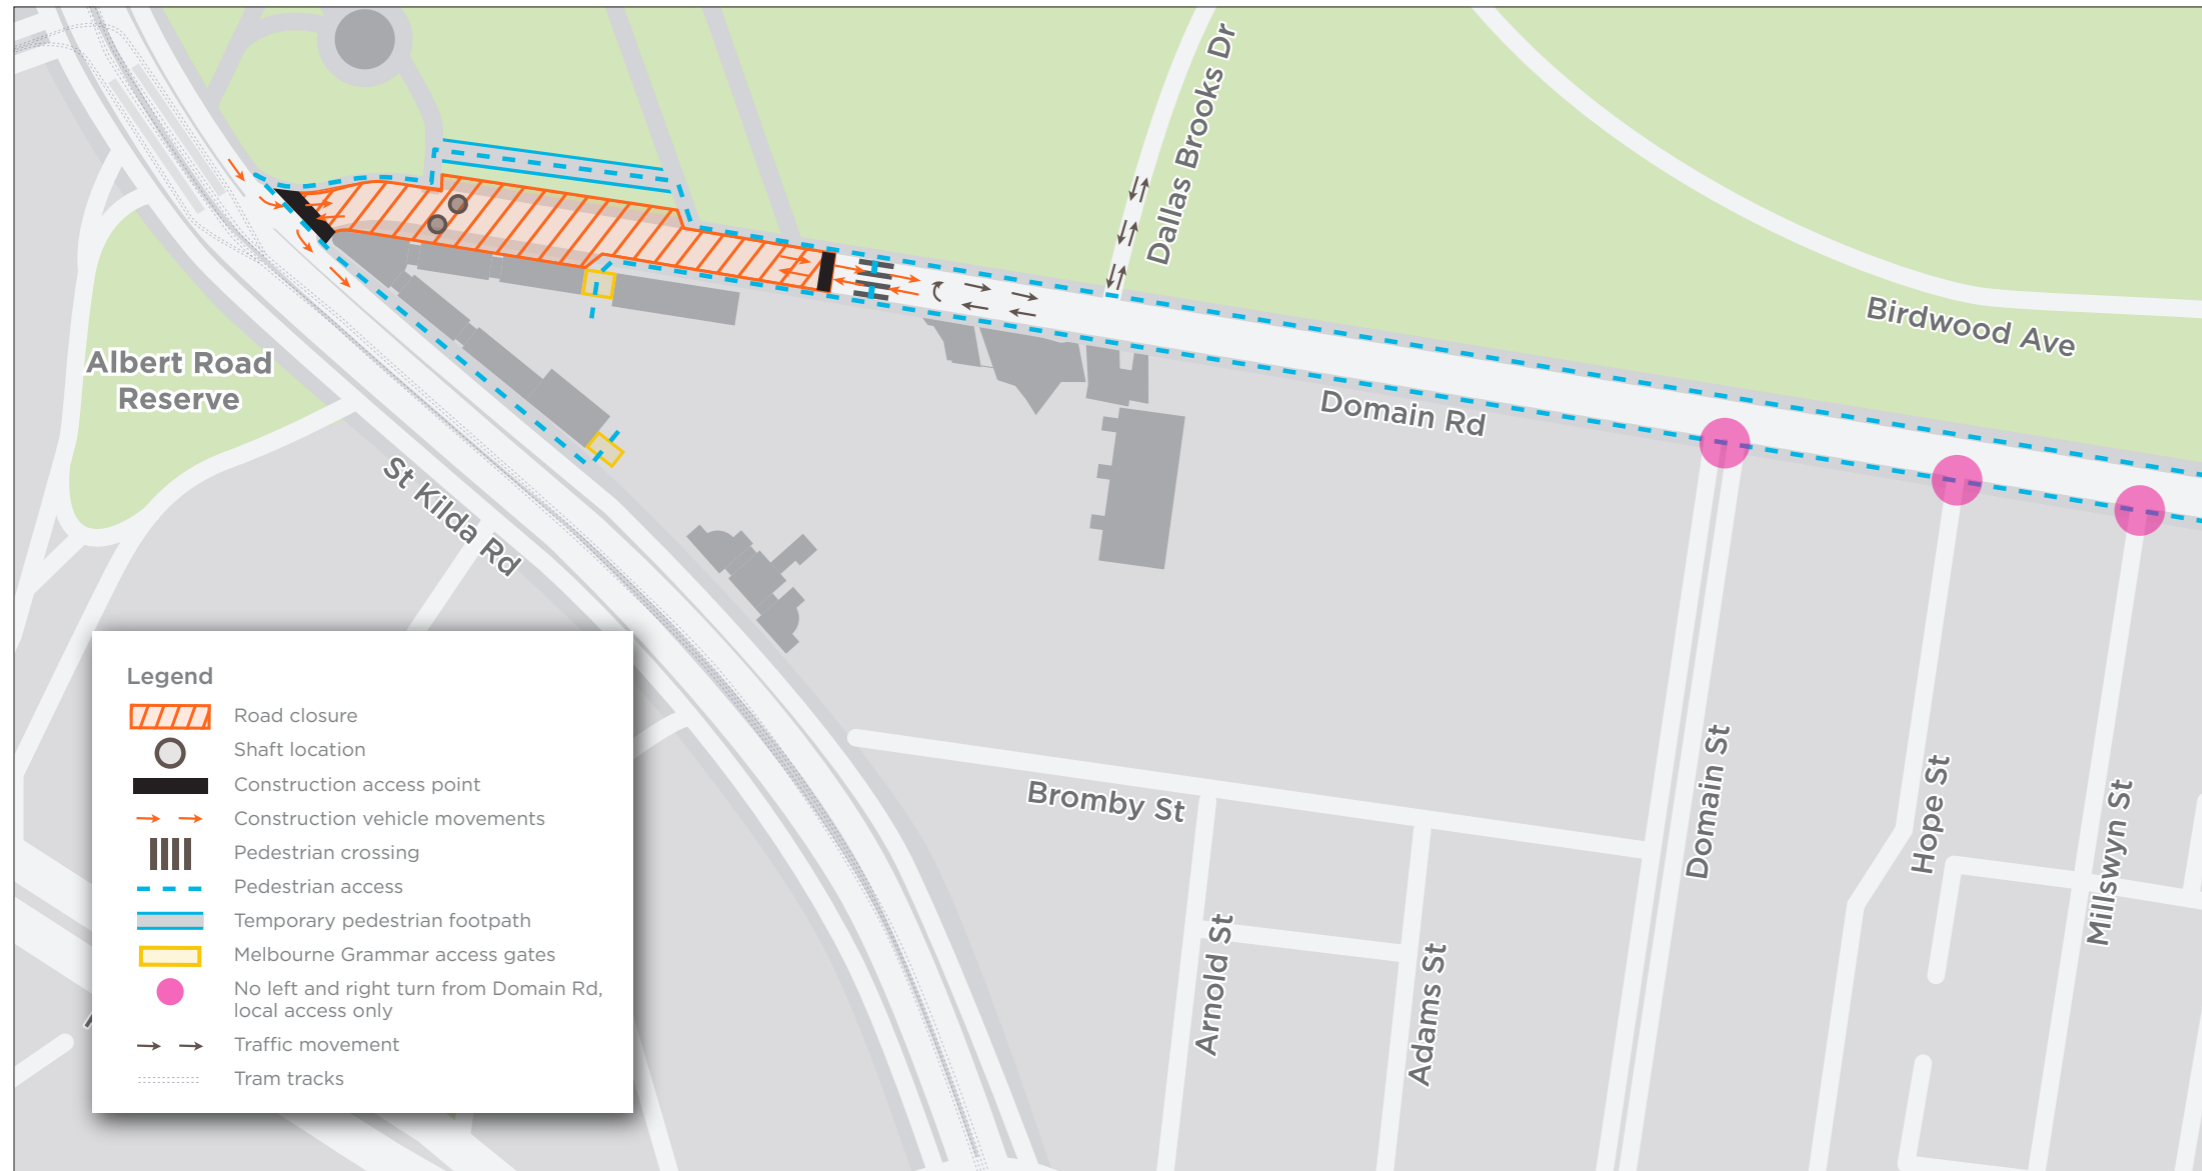 Dallas Brooks Dr
Birdwood Ave
Albert Road
Reserve
Domain Rd
St Kilda Rd
Bromby St
Domain St
Hope St
Millswyn St
Arnold St
Adams St
Legend
Road closure
Shaft location
Construction access point
Construction vehicle movements
Pedestrian crossing
Pedestrian access
Temporary pedestrian footpath
Melbourne Grammar access gates
No left and right turn from Domain Rd,
local access only
Traffic movement
Tram tracks